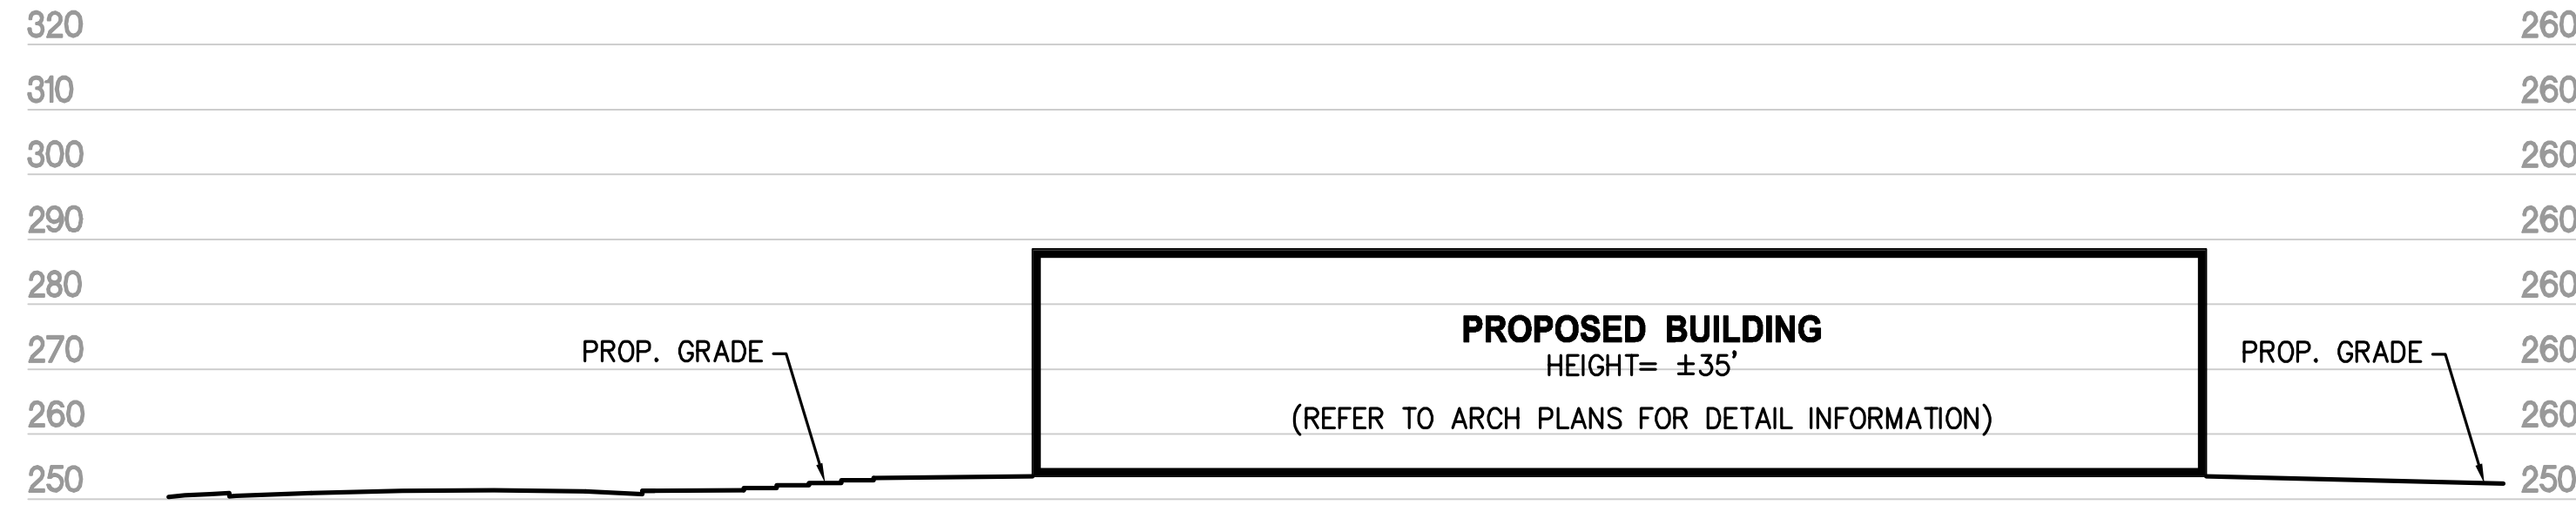 320 260
310 260
300 260
290 260
280 260
PROPOSED BUILDING
270 PROP. GRADE HEIGHT= ±35' PROP. GRADE 260
260 (REFER TO ARCH PLANS FOR DETAIL INFORMATION) 260
250 250